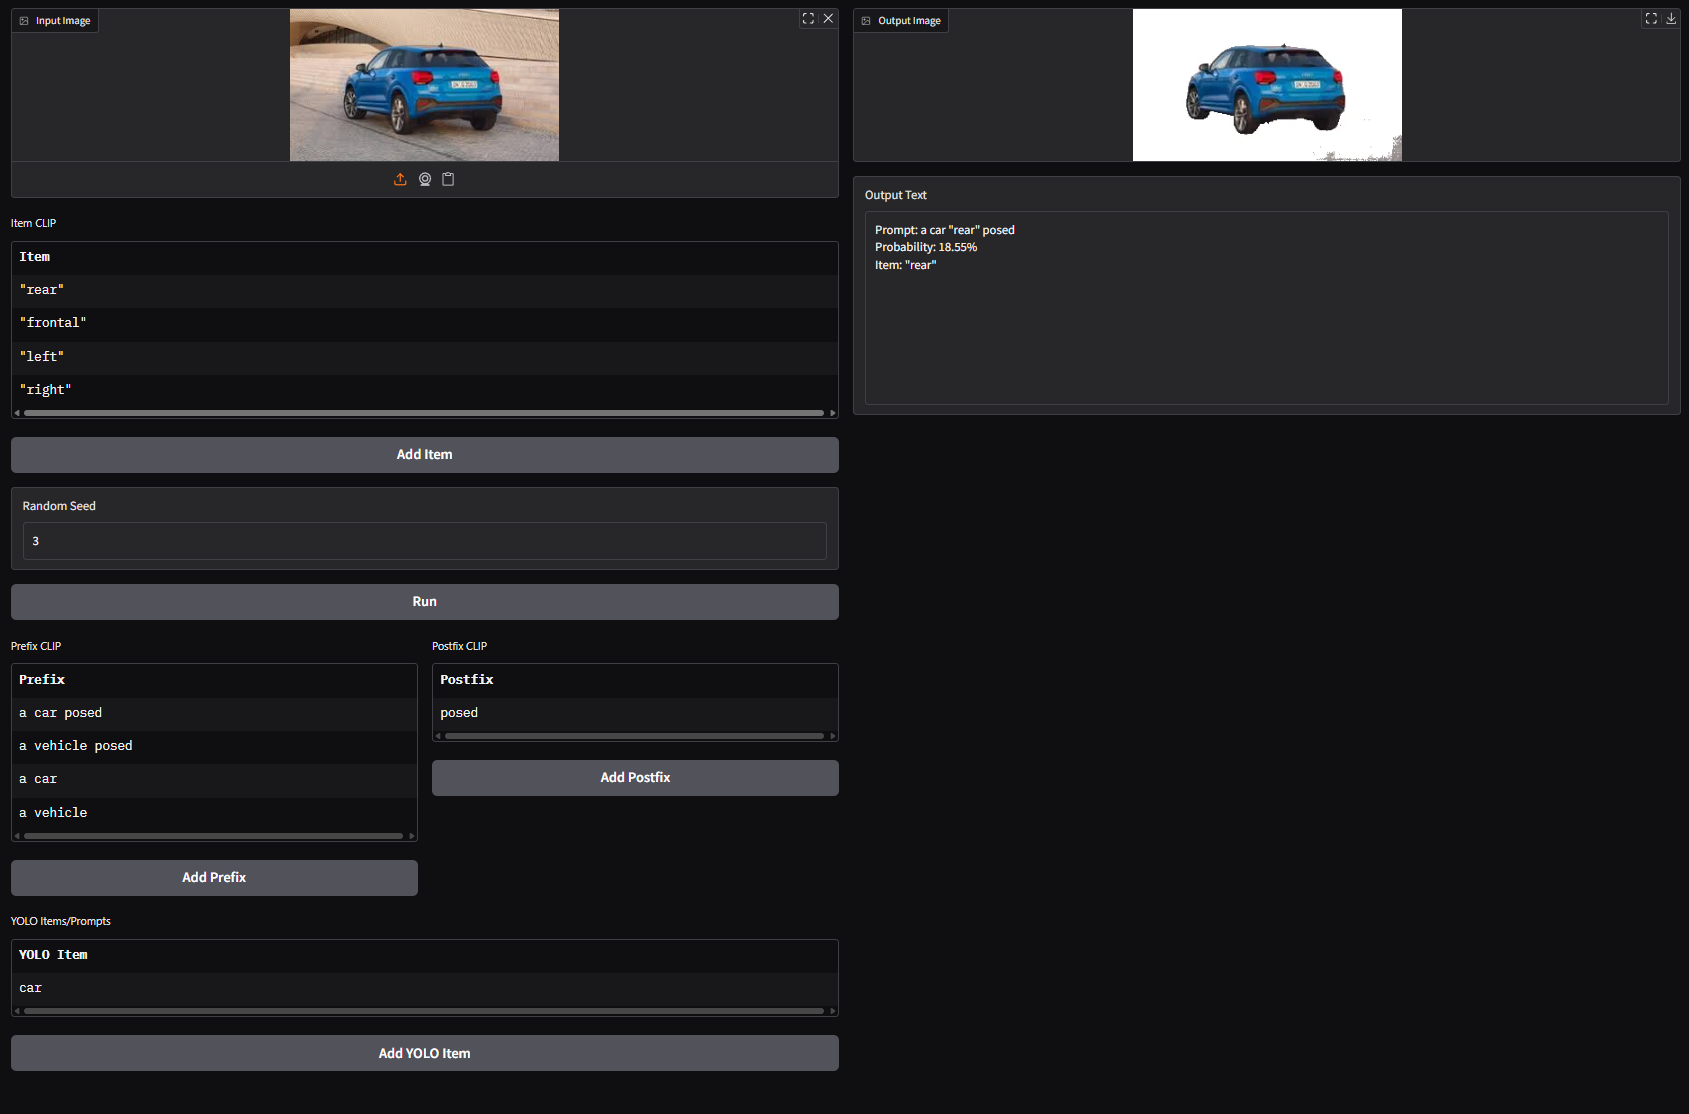 Input Image
Item CLIP
Item
"rear"
"frontal"
"left"
"right"
Add Item
Random Seed
3
Run
Prefix CLIP
Prefix
a car posed
a vehicle posed
a car
a vehicle
Add Prefix
Postfix CLIP
Postfix
posed
Add Postfix
YOLO Items/Prompts
YOLO Item
car
Add YOLO Item
Output Image
Output Text
Prompt: a car "rear" posed
Probability: 18.55%
Item: "rear"